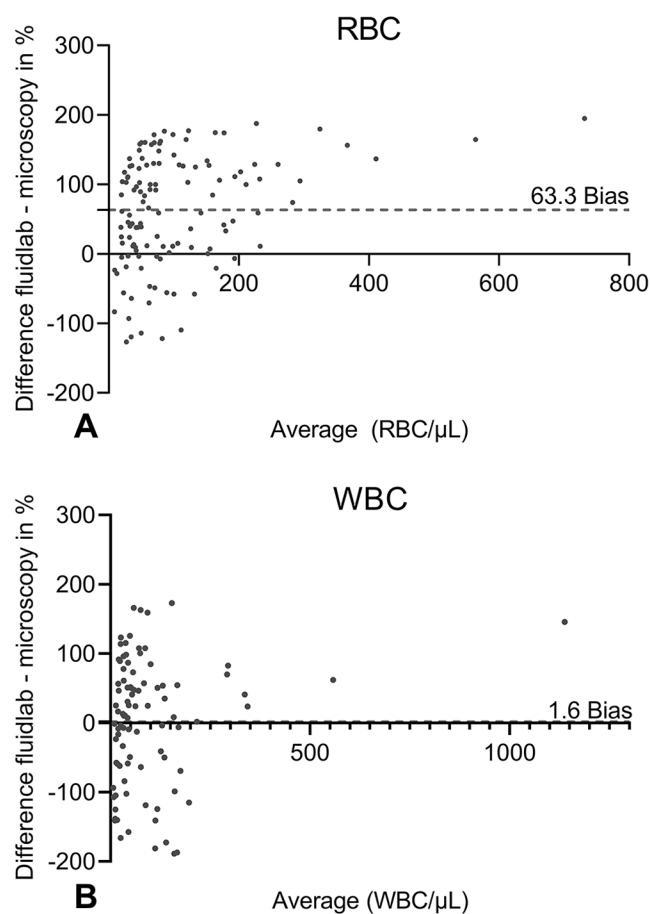 RBC
300
200
100
0
-100
-200
Difference fluidlab - microscopy in %
63.3 Bias
200
400
600
800
A
Average (RBC/µL)
WBC
300
200
100
0
-100
-200
Difference fluidlab - microscopy in %
1.6 Bias
500
1000
B
Average (WBC/µL)